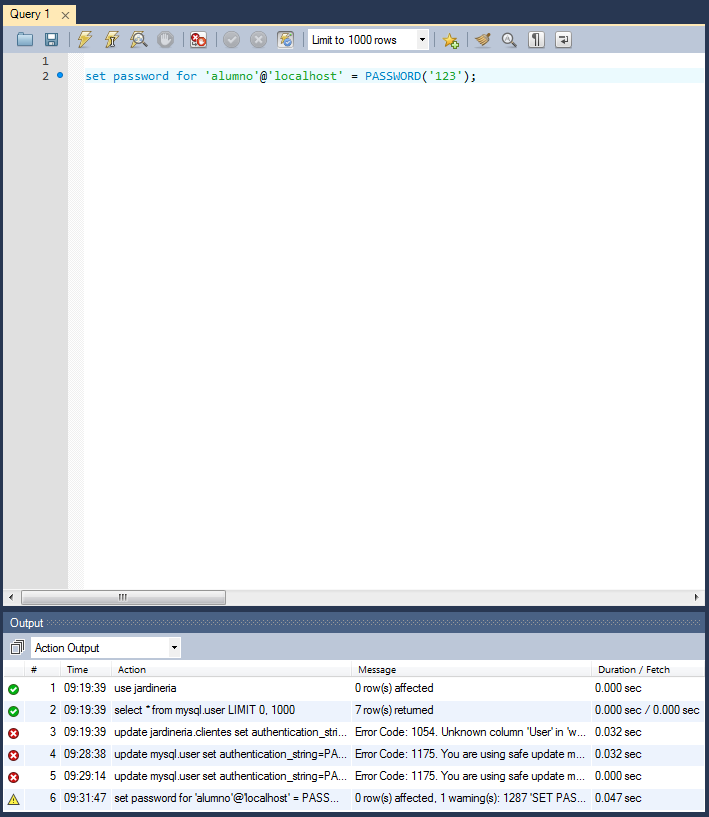 Query 1
Limit to 1000 rows
1
2 set password for 'alumno'@'localhost' = PASSWORD('123');
Output
Action Output
# Time Action Message Duration / Fetch
1 09:19:39 use jardineria 0 row(s) affected 0.000 sec
2 09:19:39 select * from mysql.user LIMIT 0, 1000 7 row(s) returned 0.000 sec / 0.000 sec
3 09:19:39 update jardineria.clientes set authentication_stri... Error Code: 1054. Unknown column 'User' in 'w... 0.032 sec
4 09:28:38 update mysql.user set authentication_string=PA... Error Code: 1175. You are using safe update m... 0.032 sec
5 09:29:14 update mysql.user set authentication_string=PA... Error Code: 1175. You are using safe update m... 0.000 sec
6 09:31:47 set password for 'alumno'@'localhost' = PASS... 0 row(s) affected, 1 warning(s): 1287 'SET PAS... 0.047 sec